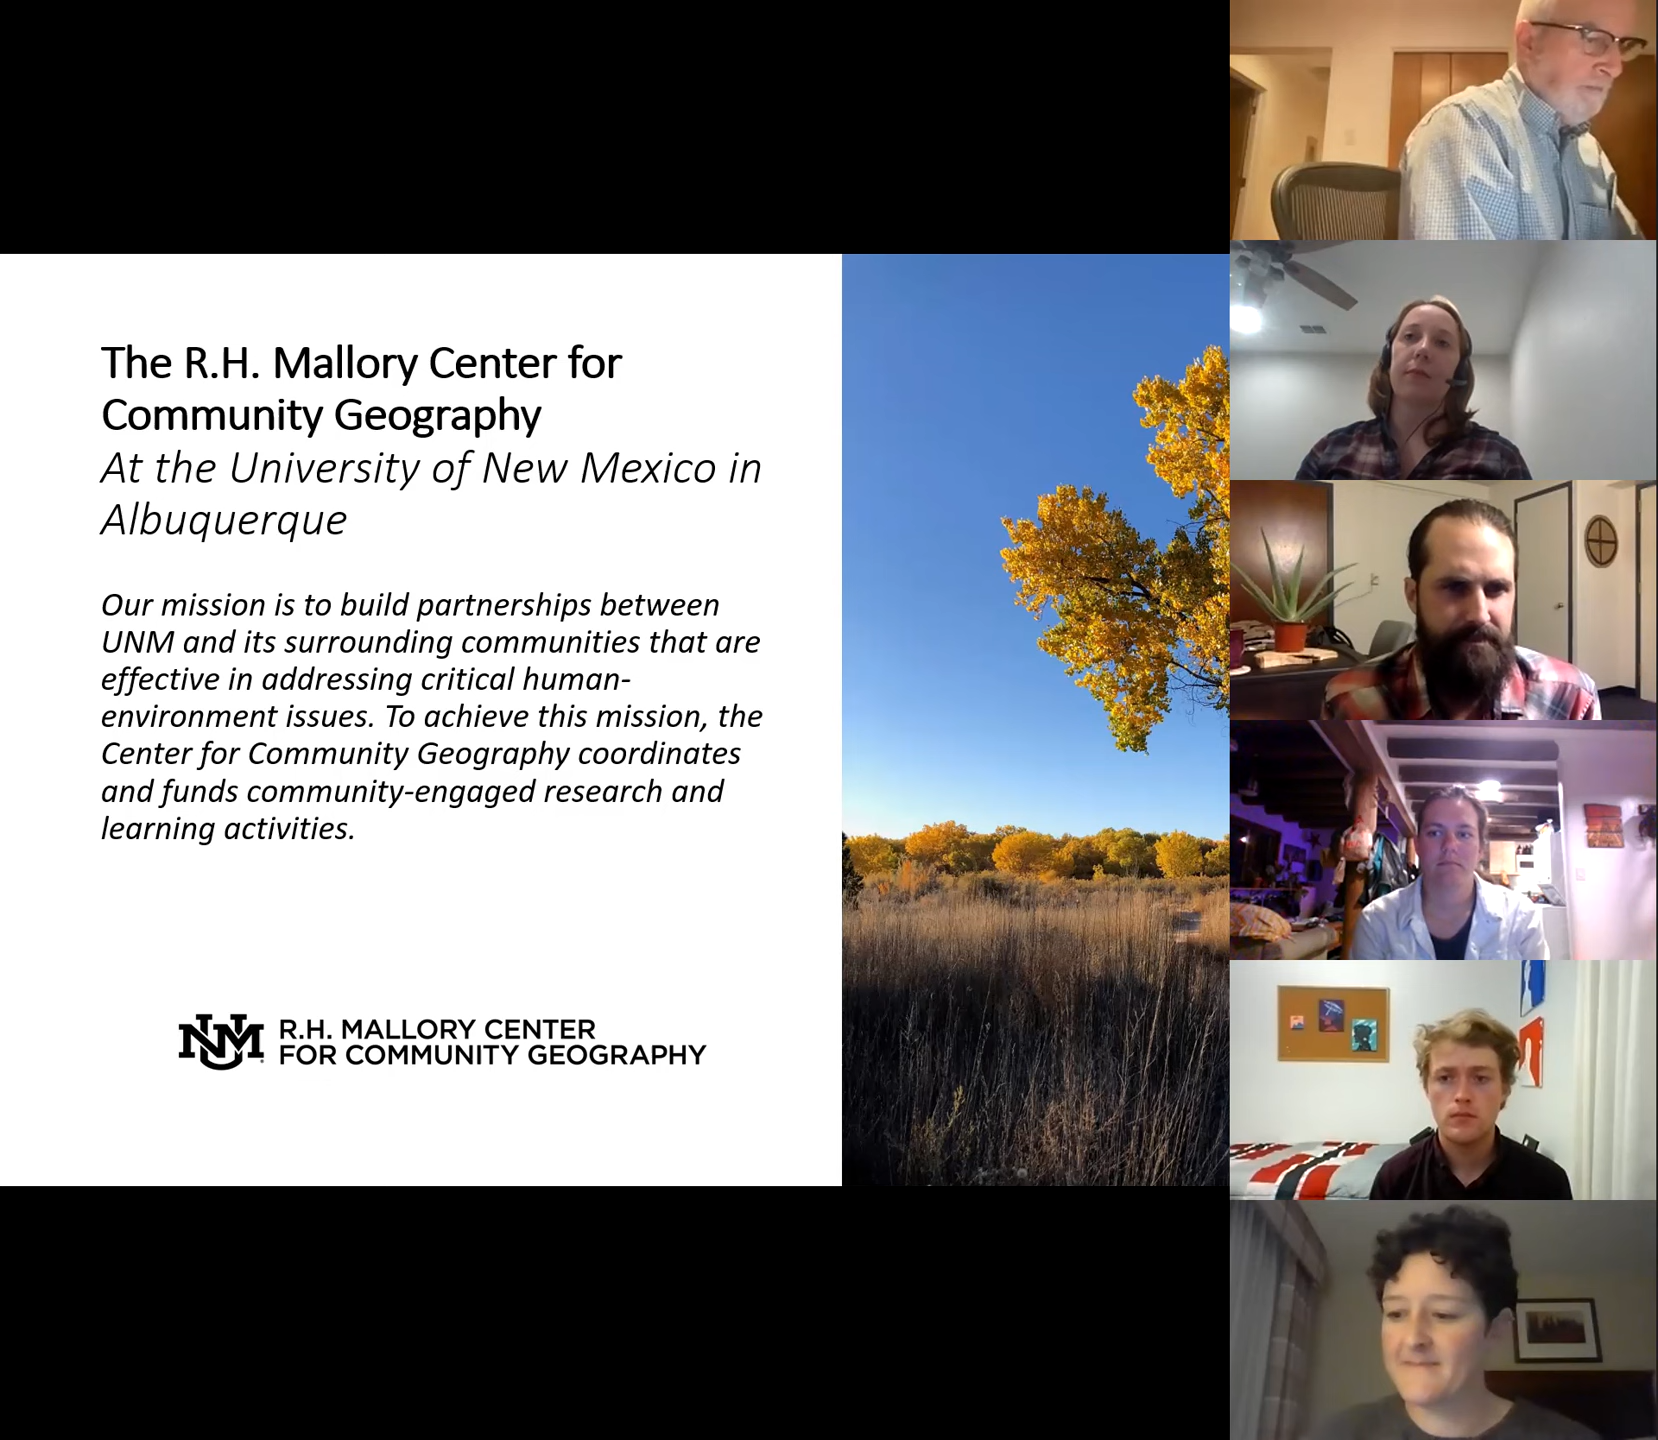 The R.H. Mallory Center for
Community Geography
At the University of New Mexico in
Albuquerque
Our mission is to build partnerships between
UNM and its surrounding communities that are
effective in addressing critical human-
environment issues. To achieve this mission, the
Center for Community Geography coordinates
and funds community-engaged research and
learning activities.
UNM
R.H. MALLORY CENTER
FOR COMMUNITY GEOGRAPHY